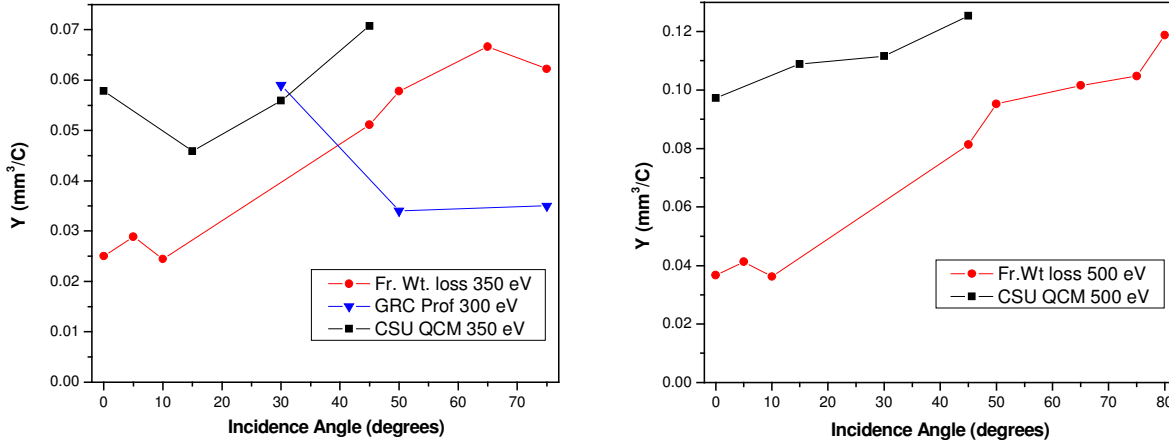 0.07
0.06
0.05
0.04
0.03
0.02
0.01
0.00
Y (mm³/C)
0 10 20 30 40 50 60 70
Incidence Angle (degrees)
Fr. Wt. loss 350 eV
GRC Prof 300 eV
CSU QCM 350 eV
0.12
0.10
0.08
0.06
0.04
0.02
0.00
Y (mm³/C)
0 10 20 30 40 50 60 70 80
Incidence Angle (degrees)
Fr.Wt loss 500 eV
CSU QCM 500 eV